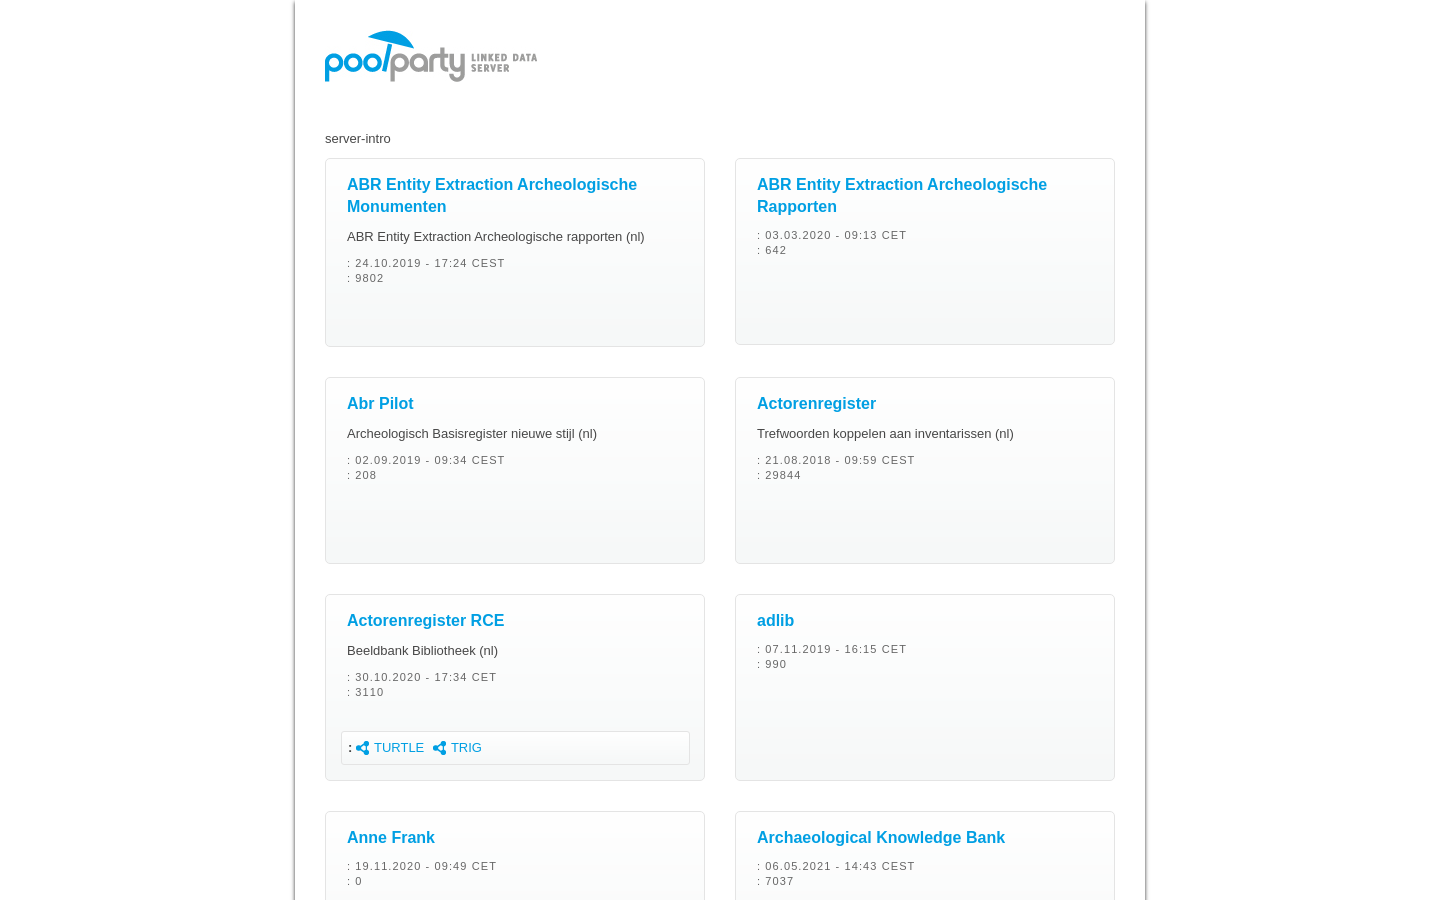 poolparty LINKED DATA SERVER
server-intro
ABR Entity Extraction Archeologische
Monumenten
ABR Entity Extraction Archeologische rapporten (nl)
: 24.10.2019 - 17:24 CEST
: 9802
ABR Entity Extraction Archeologische
Rapporten
: 03.03.2020 - 09:13 CET
: 642
Abr Pilot
Archeologisch Basisregister nieuwe stijl (nl)
: 02.09.2019 - 09:34 CEST
: 208
Actorenregister
Trefwoorden koppelen aan inventarissen (nl)
: 21.08.2018 - 09:59 CEST
: 29844
Actorenregister RCE
Beeldbank Bibliotheek (nl)
: 30.10.2020 - 17:34 CET
: 3110
: TURTLE TRIG
adlib
: 07.11.2019 - 16:15 CET
: 990
Anne Frank
: 19.11.2020 - 09:49 CET
: 0
Archaeological Knowledge Bank
: 06.05.2021 - 14:43 CEST
: 7037